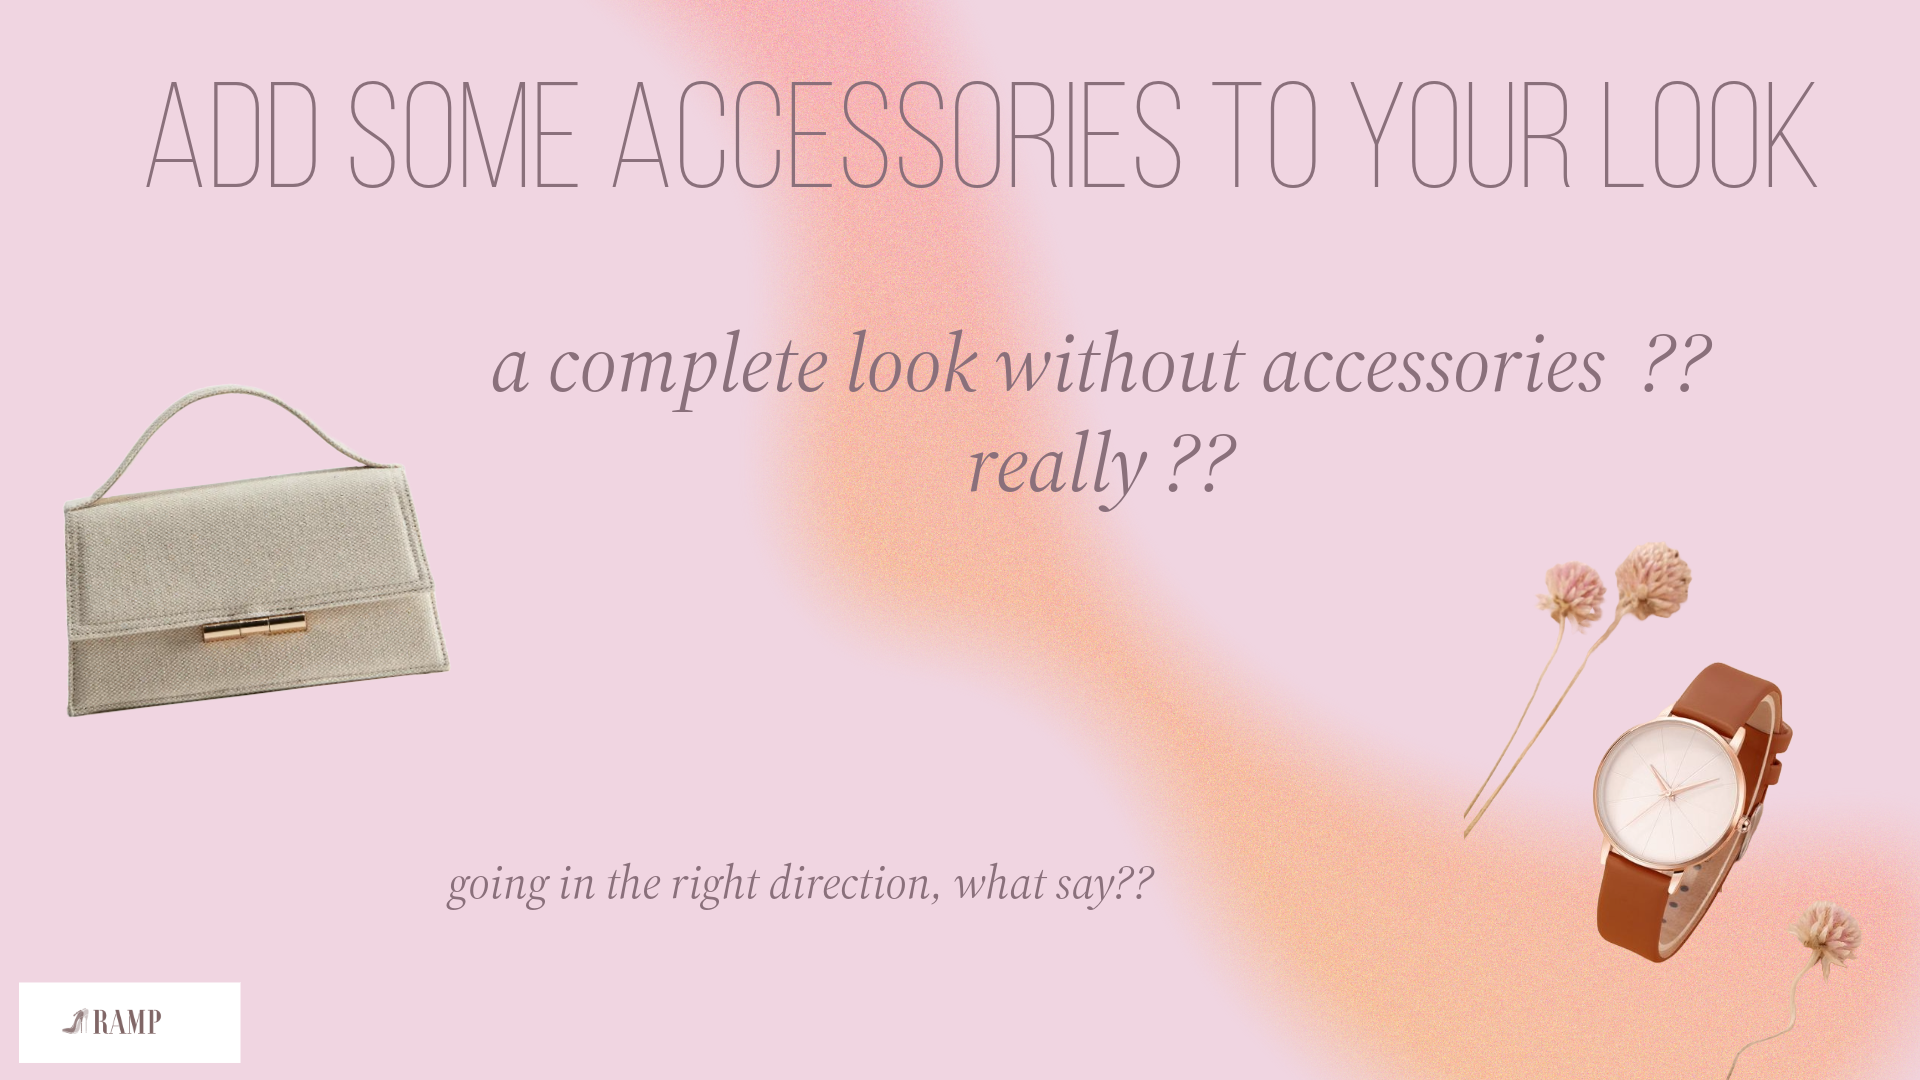 ADD SOME ACCESSORIES TO YOUR LOOK
a complete look without accessories ??
really ??
going in the right direction, what say??
RAMP